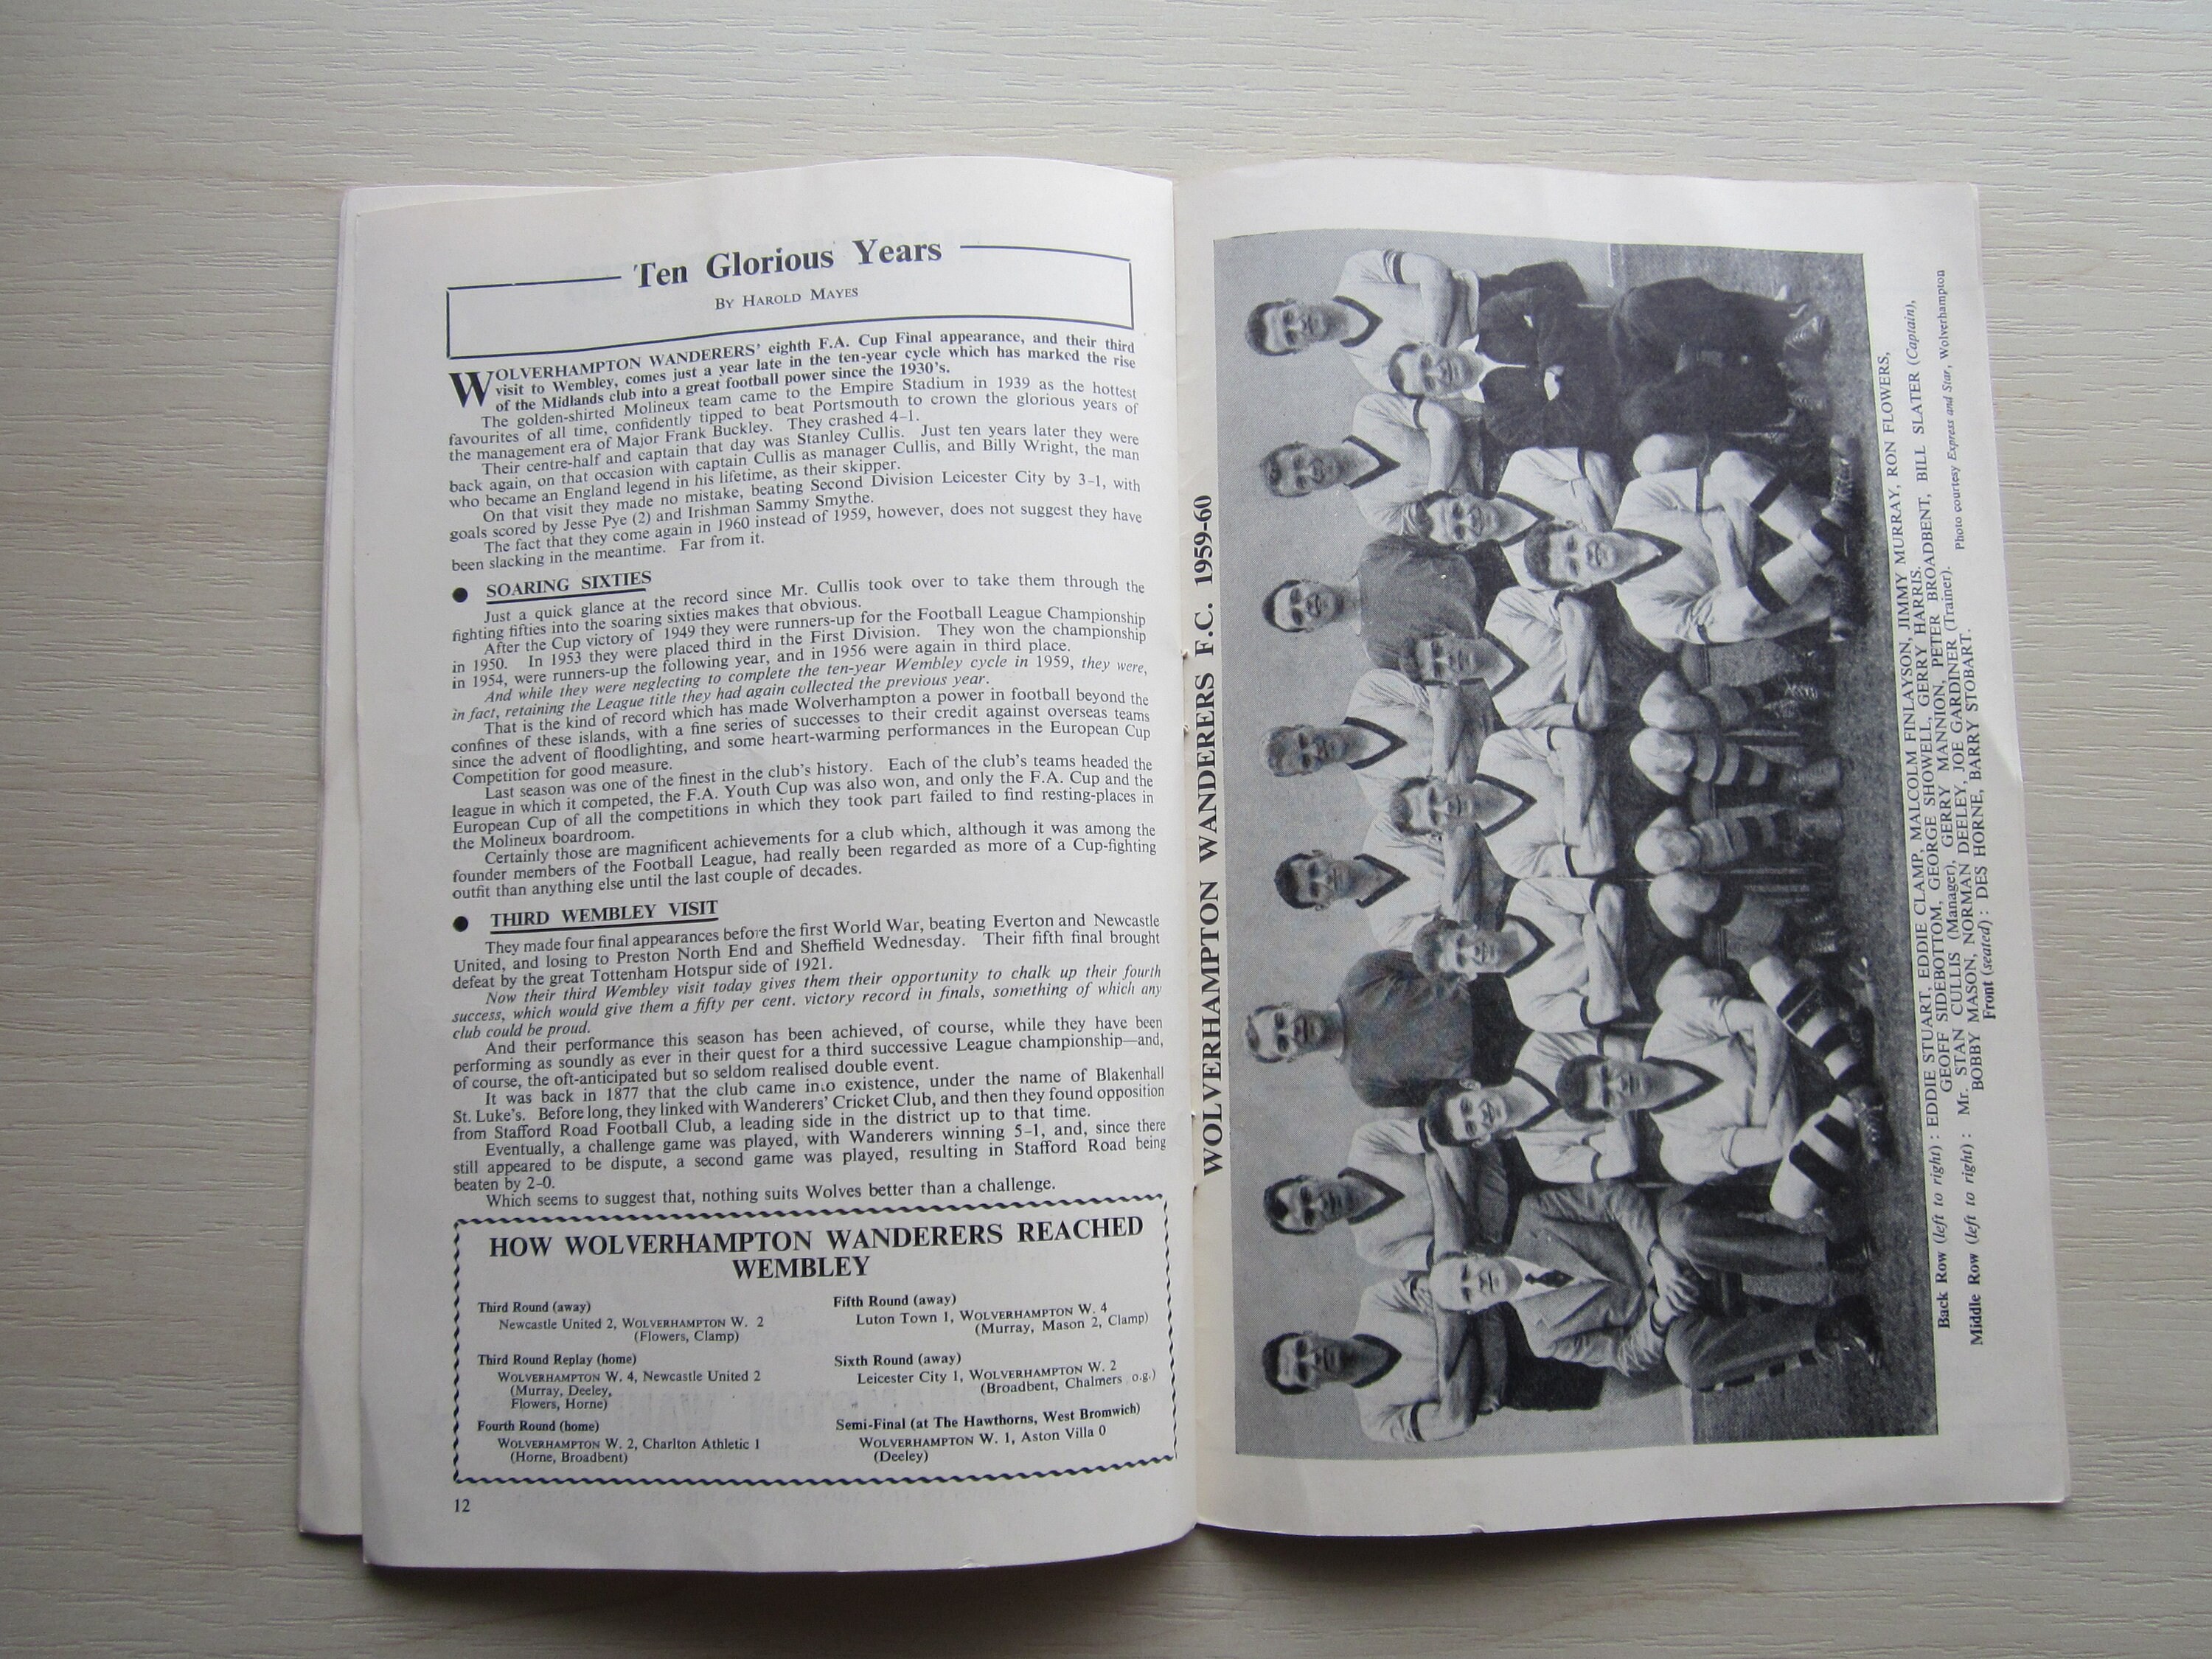 Ten Glorious Years
BY HAROLD MAYES
WOLVERHAMPTON WANDERERS' eighth F.A. Cup Final appearance, and their third
visit to Wembley, comes just a year late in the ten-year cycle which has marked the rise
of the Midlands club into a great football power since the 1930's.
The golden-shirted Molineux team came to the Empire Stadium in 1939 as the hottest
favourites of all time, confidently tipped to beat Portsmouth to crown the glorious years of
the management era of Major Frank Buckley. They crashed 4–1.
Their centre-half and captain that day was Stanley Cullis. Just ten years later they were
back again, on that occasion with captain Cullis as manager Cullis, and Billy Wright, the man
who became an England legend in his lifetime, as their skipper.
On that visit they made no mistake, beating Second Division Leicester City by 3–1, with
goals scored by Jesse Pye (2) and Irishman Sammy Smythe.
The fact that they come again in 1960 instead of 1959, however, does not suggest they have
been slacking in the meantime. Far from it.
● SOARING SIXTIES
Just a quick glance at the record since Mr. Cullis took over to take them through the
fighting fifties into the soaring sixties makes that obvious.
After the Cup victory of 1949 they were runners-up for the Football League Championship
in 1950. In 1953 they were placed third in the First Division. They won the championship
in 1954, were runners-up the following year, and in 1956 were again in third place.
And while they were neglecting to complete the ten-year Wembley cycle in 1959, they were,
in fact, retaining the League title they had again collected the previous year.
That is the kind of record which has made Wolverhampton a power in football beyond the
confines of these islands, with a fine series of successes to their credit against overseas teams
since the advent of floodlighting, and some heart-warming performances in the European Cup
Competition for good measure.
Last season was one of the finest in the club's history. Each of the club's teams headed the
league in which it competed, the F.A. Youth Cup was also won, and only the F.A. Cup and the
European Cup of all the competitions in which they took part failed to find resting-places in
the Molineux boardroom.
Certainly those are magnificent achievements for a club which, although it was among the
founder members of the Football League, had really been regarded as more of a Cup-fighting
outfit than anything else until the last couple of decades.
● THIRD WEMBLEY VISIT
They made four final appearances before the first World War, beating Everton and Newcastle
United, and losing to Preston North End and Sheffield Wednesday. Their fifth final brought
defeat by the great Tottenham Hotspur side of 1921.
Now their third Wembley visit today gives them their opportunity to chalk up their fourth
success, which would give them a fifty per cent. victory record in finals, something of which any
club could be proud.
And their performance this season has been achieved, of course, while they have been
performing as soundly as ever in their quest for a third successive League championship—and,
of course, the oft-anticipated but so seldom realised double event.
It was back in 1877 that the club came into existence, under the name of Blakenhall
St. Luke's. Before long, they linked with Wanderers' Cricket Club, and then they found opposition
from Stafford Road Football Club, a leading side in the district up to that time.
Eventually, a challenge game was played, with Wanderers winning 5–1, and, since there
still appeared to be dispute, a second game was played, resulting in Stafford Road being
beaten by 2–0.
Which seems to suggest that, nothing suits Wolves better than a challenge.
HOW WOLVERHAMPTON WANDERERS REACHED
WEMBLEY
Third Round (away)
Newcastle United 2, WOLVERHAMPTON W. 2
(Flowers, Clamp)
Third Round Replay (home)
WOLVERHAMPTON W. 4, Newcastle United 2
(Murray, Deeley,
Flowers, Horne)
Fourth Round (home)
WOLVERHAMPTON W. 2, Charlton Athletic 1
(Horne, Broadbent)
Fifth Round (away)
Luton Town 1, WOLVERHAMPTON W. 4
(Murray, Mason 2, Clamp)
Sixth Round (away)
Leicester City 1, WOLVERHAMPTON W. 2
(Broadbent, Chalmers o.g.)
Semi-Final (at The Hawthorns, West Bromwich)
WOLVERHAMPTON W. 1, Aston Villa 0
(Deeley)
12
WOLVERHAMPTON WANDERERS F.C. 1959-60
Back Row (left to right) : EDDIE STUART, EDDIE CLAMP, MALCOLM FINLAYSON, JIMMY MURRAY, RON FLOWERS,
GEOFF SIDEBOTTOM, GEORGE SHOWELL, GERRY HARRIS.
Middle Row (left to right) : Mr. STAN CULLIS (Manager), GERRY MANNION, PETER BROADBENT, BILL SLATER (Captain),
BOBBY MASON, NORMAN DEELEY, JOE GARDINER (Trainer).
Front (seated) : DES HORNE, BARRY STOBART.
Photo courtesy Express and Star, Wolverhampton